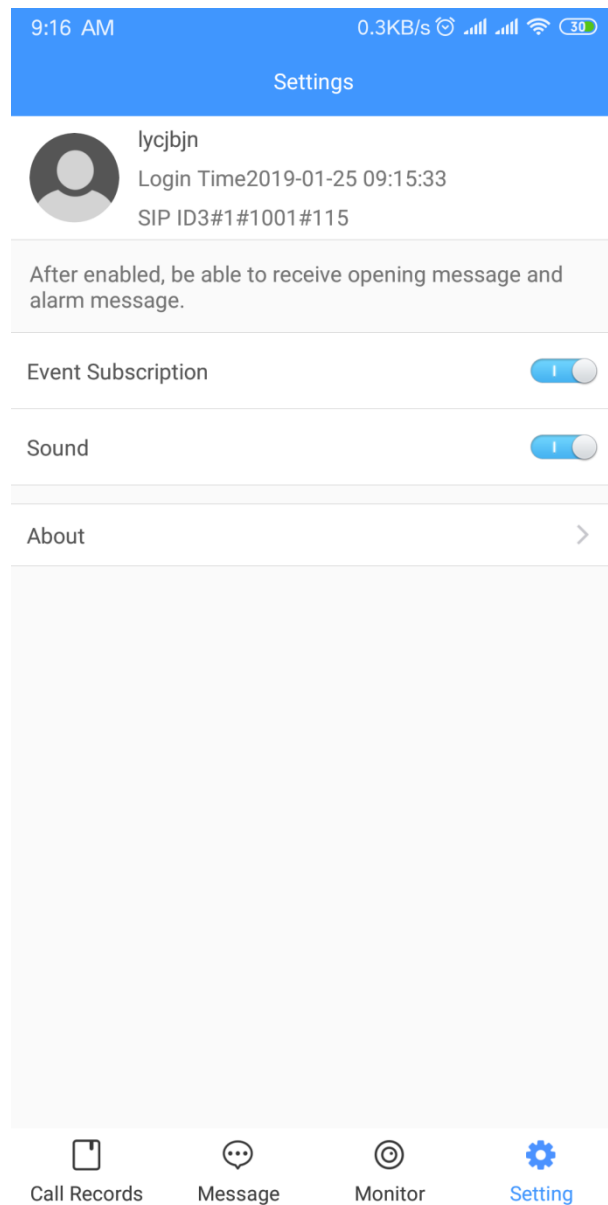 9:16 AM 0.3KB/s 30
Settings
lycjbjn
Login Time2019-01-25 09:15:33
SIP ID3#1#1001#115
After enabled, be able to receive opening message and
alarm message.
Event Subscription
Sound
About
Call Records Message Monitor Setting